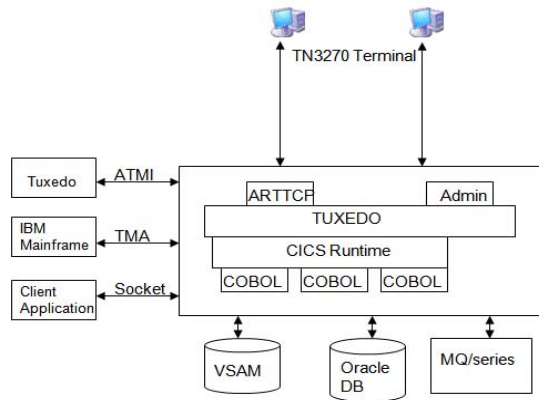 TN3270 Terminal
Tuxedo
ATMI
ARTTCP
Admin
TUXEDO
IBM
Mainframe
TMA
CICS Runtime
COBOL
COBOL
COBOL
Client
Application
Socket
VSAM
Oracle
DB
MQ/series